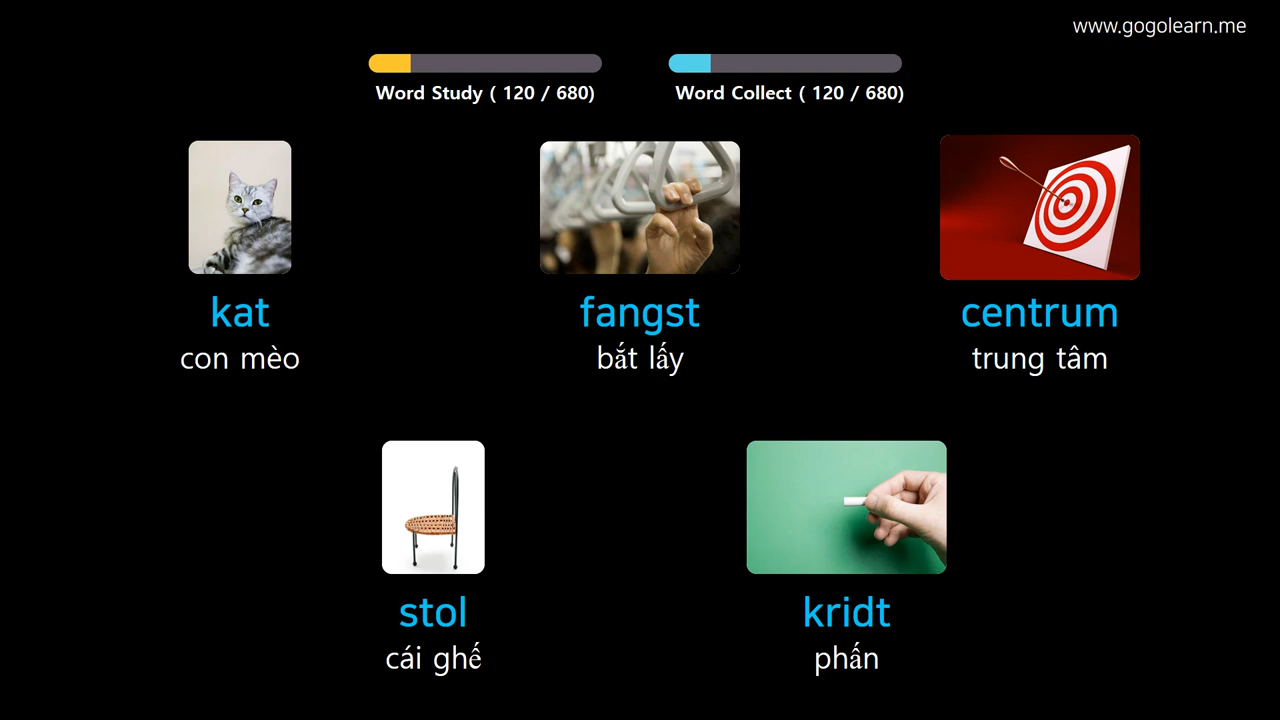 www.gogolearn.me
Word Study ( 120 / 680)
Word Collect ( 120 / 680)
kat
con mèo
fangst
bắt lấy
centrum
trung tâm
stol
cái ghế
kridt
phấn